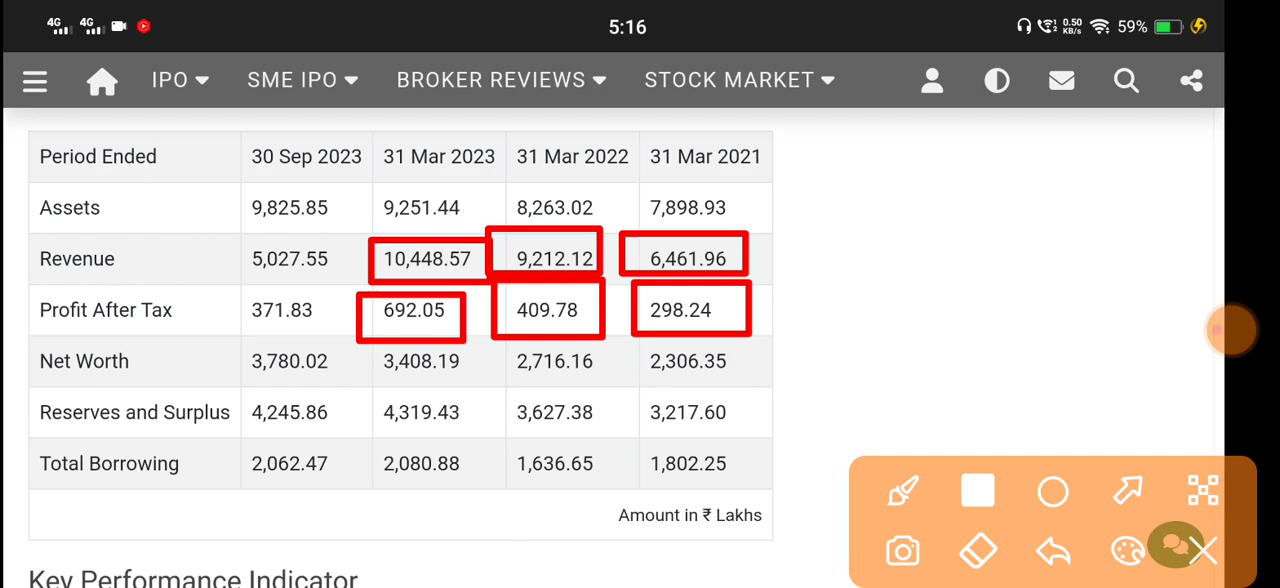 4G 4G 5:16 0.50 KB/s 59%
IPO SME IPO BROKER REVIEWS STOCK MARKET
Period Ended 30 Sep 2023 31 Mar 2023 31 Mar 2022 31 Mar 2021
Assets 9,825.85 9,251.44 8,263.02 7,898.93
Revenue 5,027.55 10,448.57 9,212.12 6,461.96
Profit After Tax 371.83 692.05 409.78 298.24
Net Worth 3,780.02 3,408.19 2,716.16 2,306.35
Reserves and Surplus 4,245.86 4,319.43 3,627.38 3,217.60
Total Borrowing 2,062.47 2,080.88 1,636.65 1,802.25
Amount in ₹ Lakhs
Key Performance Indicator